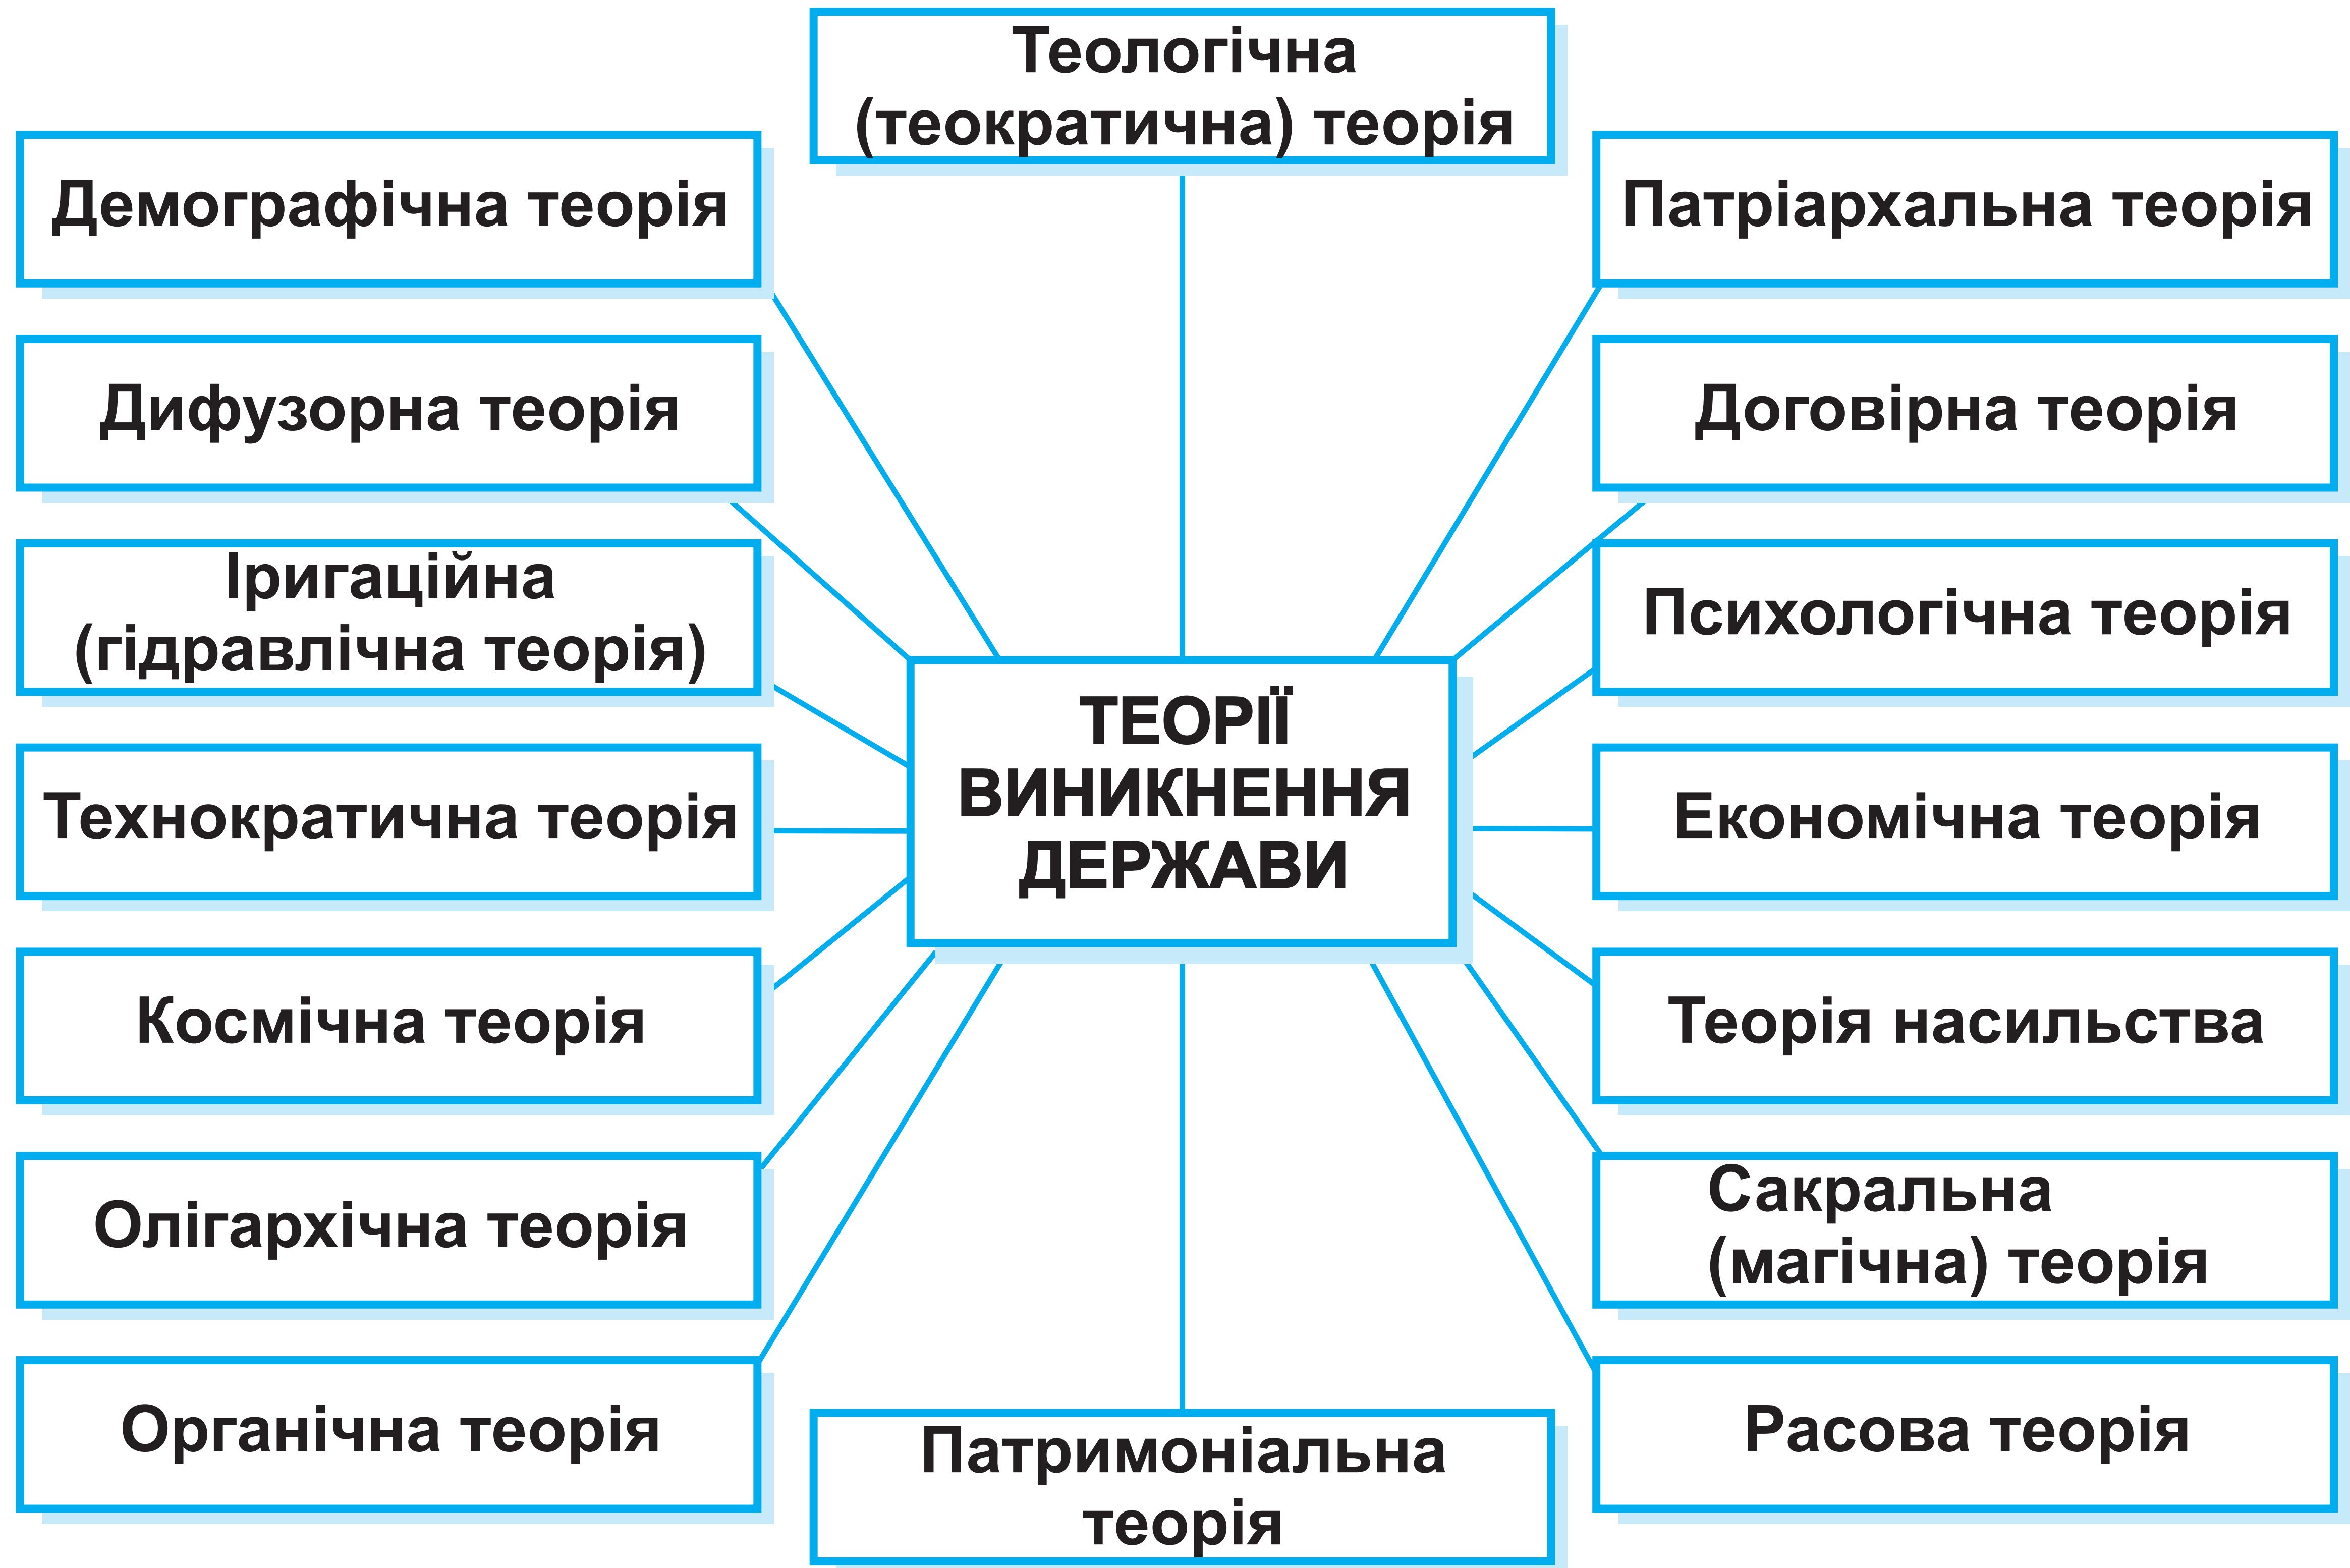 Теологічна
(теократична) теорія
Демографічна теорія
Патріархальна теорія
Дифузорна теорія
Договірна теорія
Іригаційна
(гідравлічна теорія)
Психологічна теорія
ТЕОРІЇ
ВИНИКНЕННЯ
ДЕРЖАВИ
Технократична теорія
Економічна теорія
Космічна теорія
Теорія насильства
Олігархічна теорія
Сакральна
(магічна) теорія
Органічна теорія
Патримоніальна
теорія
Расова теорія